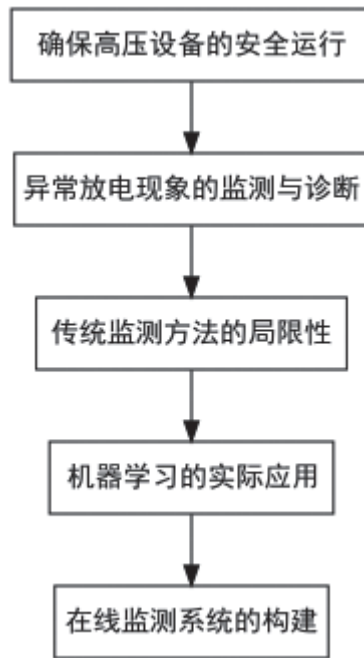 确保高压设备的安全运行
异常放电现象的监测与诊断
传统监测方法的局限性
机器学习的实际应用
在线监测系统的构建